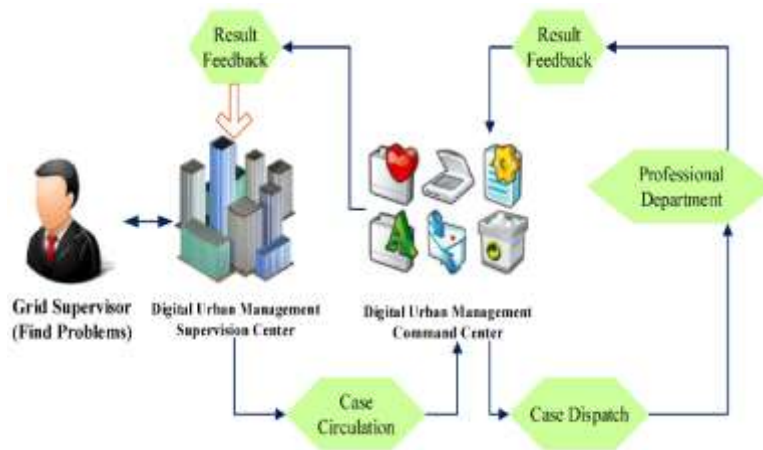 Result
Feedback
Result
Feedback
Professional
Department
Grid Supervisor
(Find Problems)
Digital Urban Management
Supervision Center
Digital Urban Management
Command Center
Case
Circulation
Case Dispatch